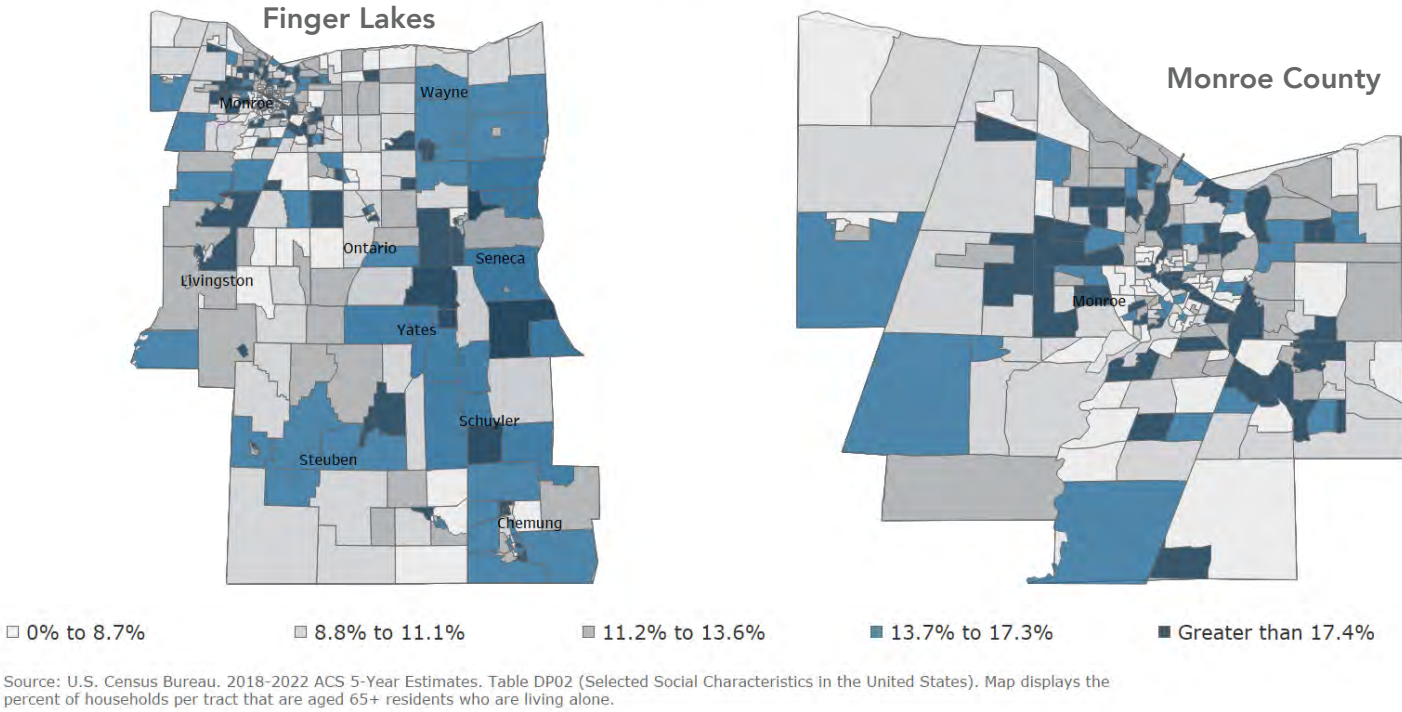 Finger Lakes
Monroe County
Wayne
Monroe
Ontario
Seneca
Livingston
Yates
Schuyler
Steuben
Chemung
Monroe
0% to 8.7%
8.8% to 11.1%
11.2% to 13.6%
13.7% to 17.3%
Greater than 17.4%
Source: U.S. Census Bureau. 2018-2022 ACS 5-Year Estimates. Table DP02 (Selected Social Characteristics in the United States). Map displays the
percent of households per tract that are aged 65+ residents who are living alone.